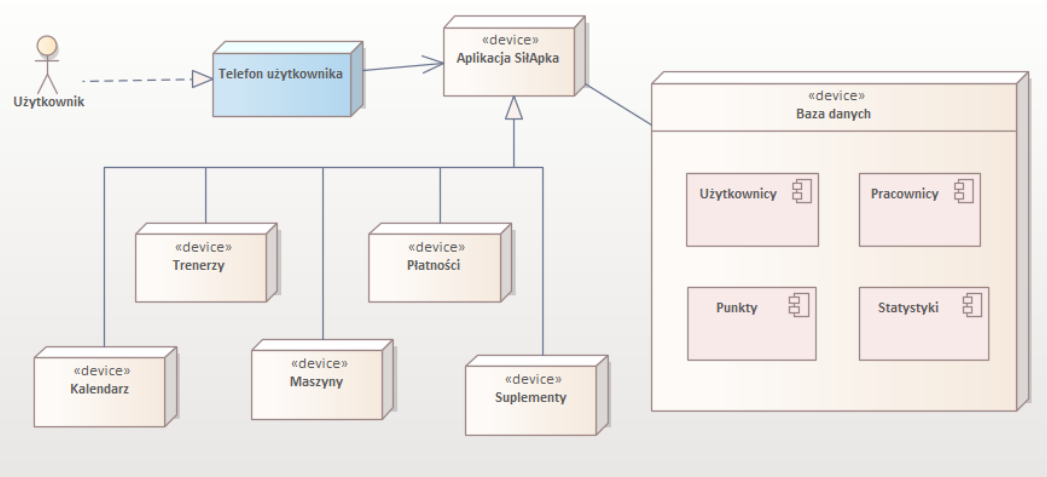 Użytkownik
Telefon użytkownika
«device»
Aplikacja SiłApka
«device»
Baza danych
Użytkownicy
Pracownicy
Punkty
Statystyki
«device»
Trenerzy
«device»
Płatności
«device»
Kalendarz
«device»
Maszyny
«device»
Suplementy